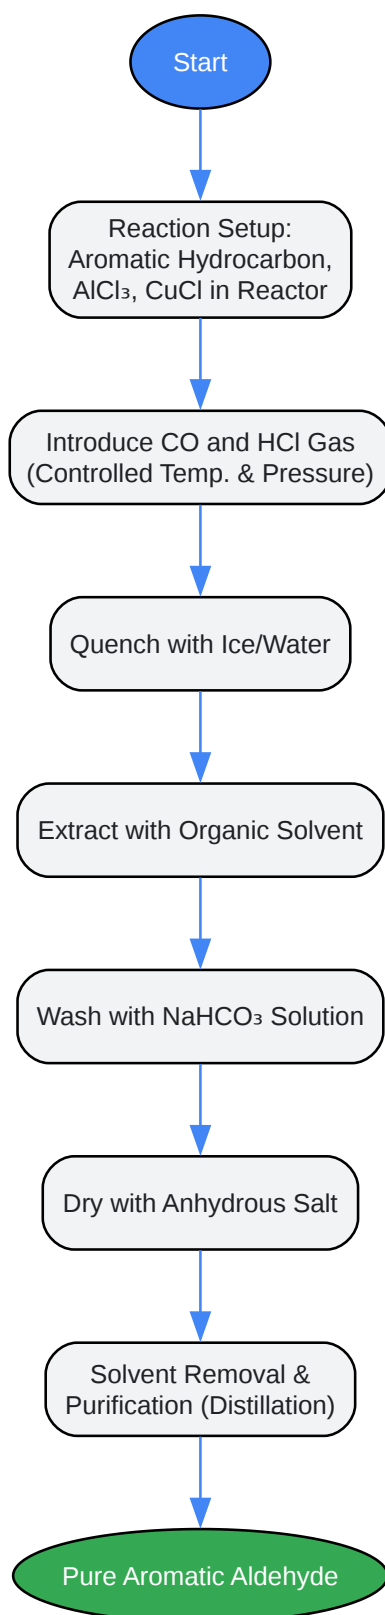 Start
Reaction Setup:
Aromatic Hydrocarbon,
AlCl₃, CuCl in Reactor
Introduce CO and HCl Gas
(Controlled Temp. & Pressure)
Quench with Ice/Water
Extract with Organic Solvent
Wash with NaHCO₃ Solution
Dry with Anhydrous Salt
Solvent Removal &
Purification (Distillation)
Pure Aromatic Aldehyde